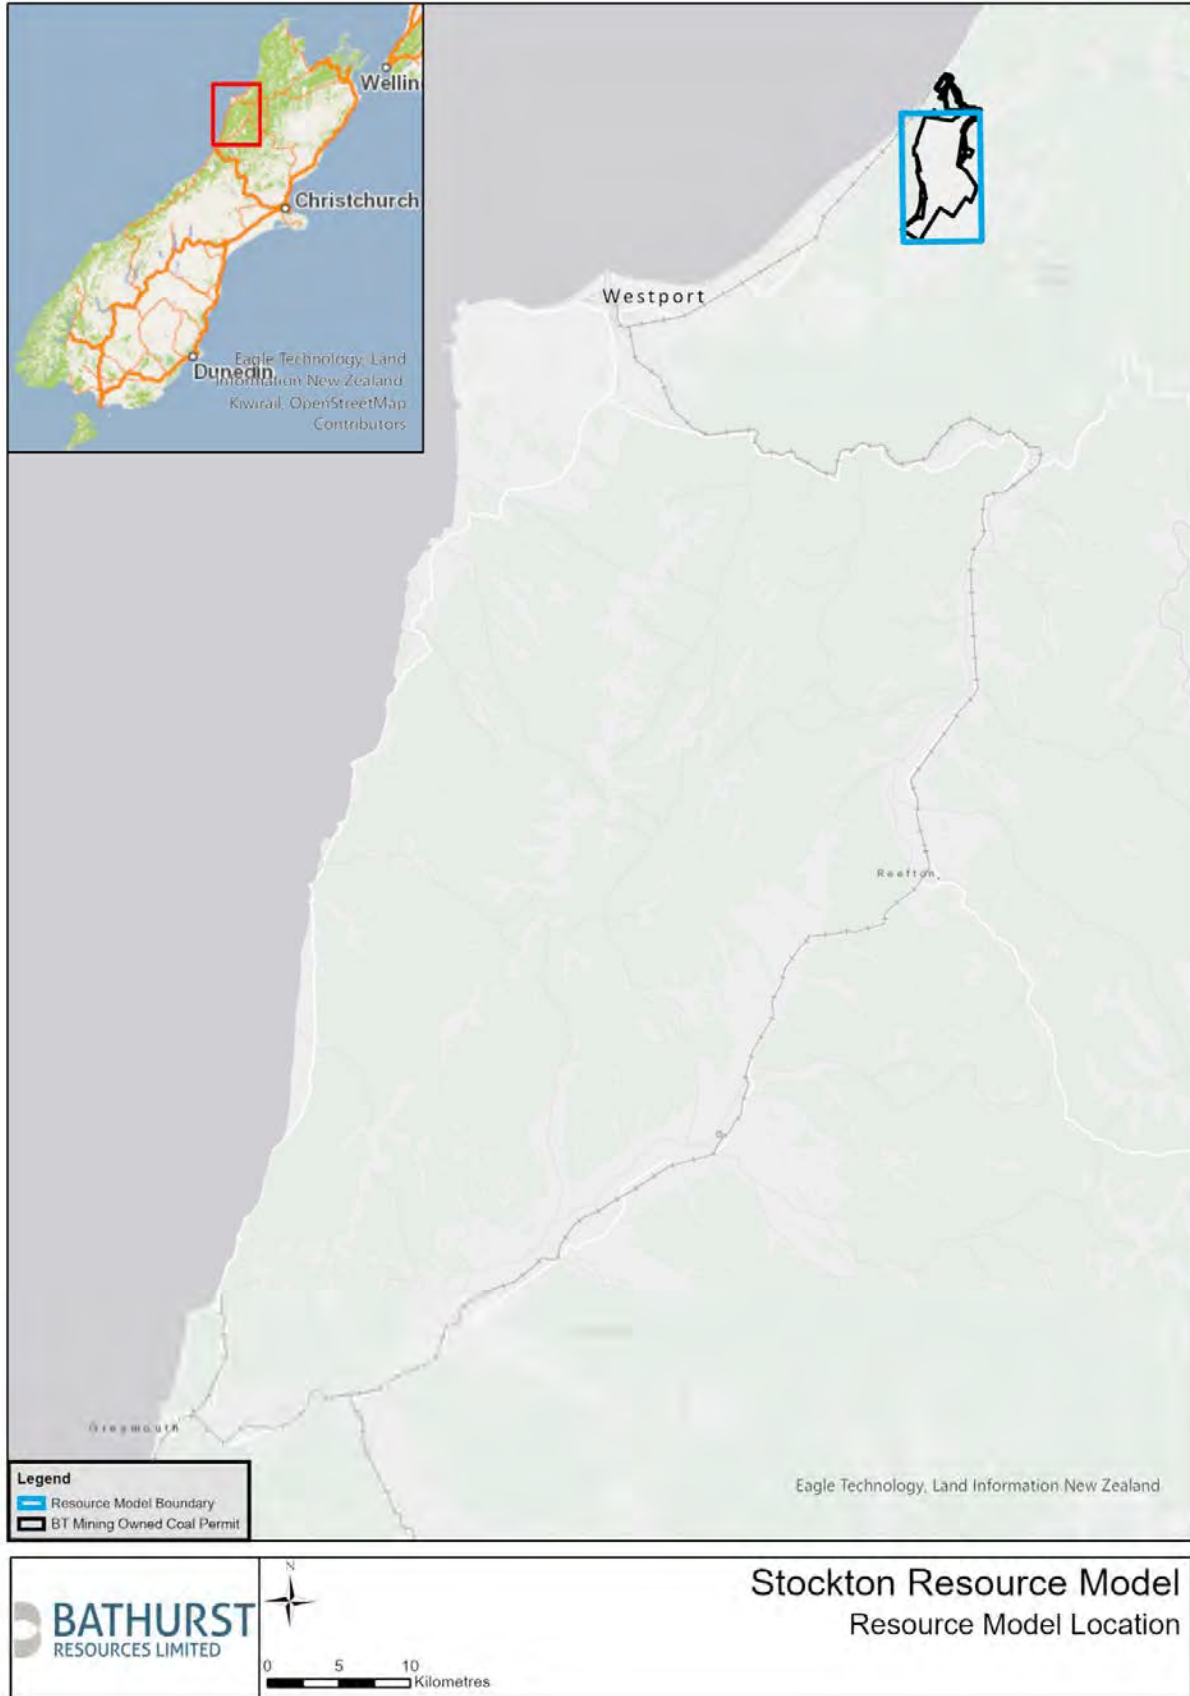 Wellin
Christchurch
Dunedin
Eagle Technology, Land
Information New Zealand,
Kiwirail, OpenStreetMap
Contributors
Westport
Reefton
Greymouth
Legend
Resource Model Boundary
BT Mining Owned Coal Permit
Eagle Technology, Land Information New Zealand
BATHURST
RESOURCES LIMITED
N
0 5 10
Kilometres
Stockton Resource Model
Resource Model Location